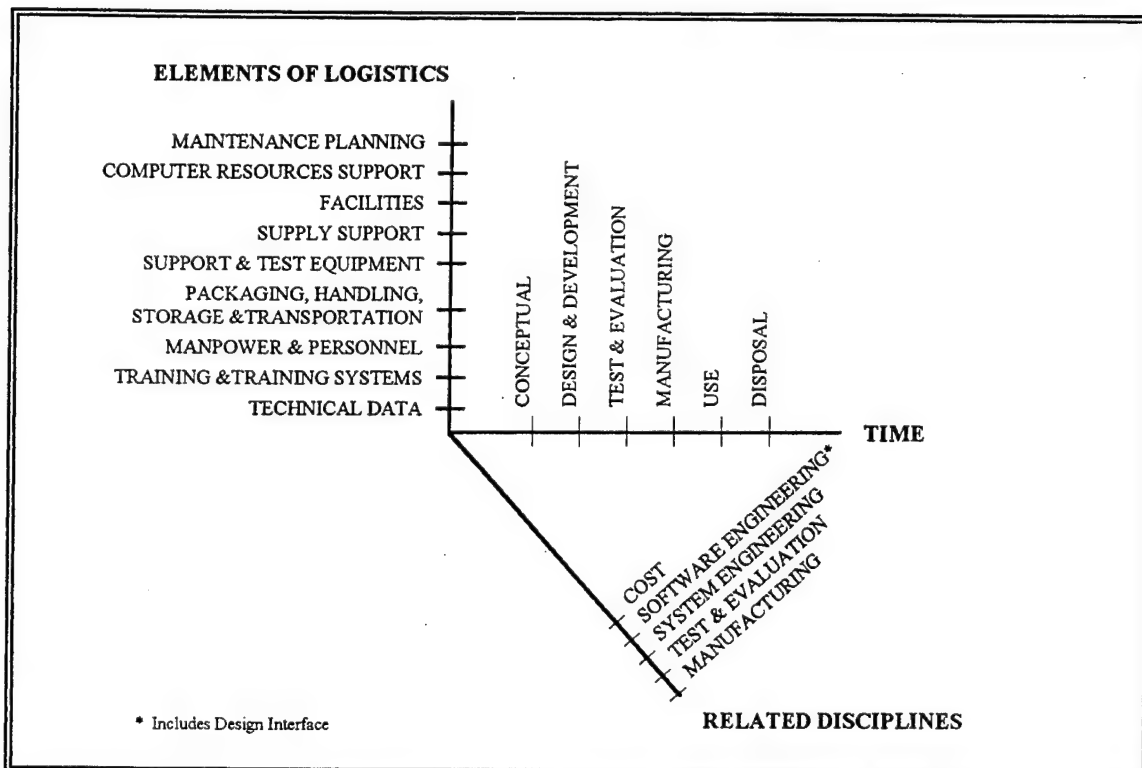 ELEMENTS OF LOGISTICS
MAINTENANCE PLANNING
COMPUTER RESOURCES SUPPORT
FACILITIES
SUPPLY SUPPORT
SUPPORT & TEST EQUIPMENT
PACKAGING, HANDLING,
STORAGE &TRANSPORTATION
MANPOWER & PERSONNEL
TRAINING &TRAINING SYSTEMS
TECHNICAL DATA
CONCEPTUAL
DESIGN & DEVELOPMENT
TEST & EVALUATION
MANUFACTURING
USE
DISPOSAL
TIME
COST
SOFTWARE ENGINEERING*
SYSTEM ENGINEERING
TEST & EVALUATION
MANUFACTURING
RELATED DISCIPLINES
* Includes Design Interface